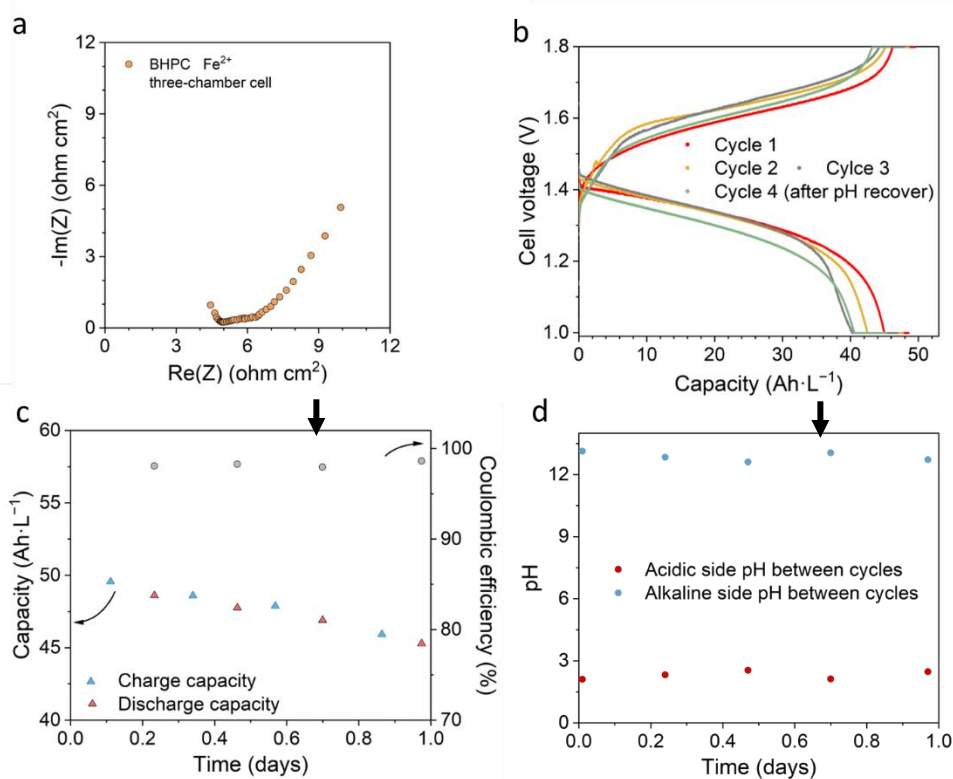 a
12
9
6
3
0
-Im(Z) (ohm cm²)
BHPC Fe²⁺
three-chamber cell
0 3 6 9 12
Re(Z) (ohm cm²)
b
1.8
1.6
1.4
1.2
1.0
Cell voltage (V)
Cycle 1
Cycle 2 Cylce 3
Cycle 4 (after pH recover)
0 10 20 30 40 50
Capacity (Ah·L⁻¹)
c
60
55
50
45
40
Capacity (Ah·L⁻¹)
100
90
80
70
Coulombic efficiency (%)
Charge capacity
Discharge capacity
0.0 0.2 0.4 0.6 0.8 1.0
Time (days)
d
12
9
6
3
0
pH
Acidic side pH between cycles
Alkaline side pH between cycles
0.0 0.2 0.4 0.6 0.8 1.0
Time (days)